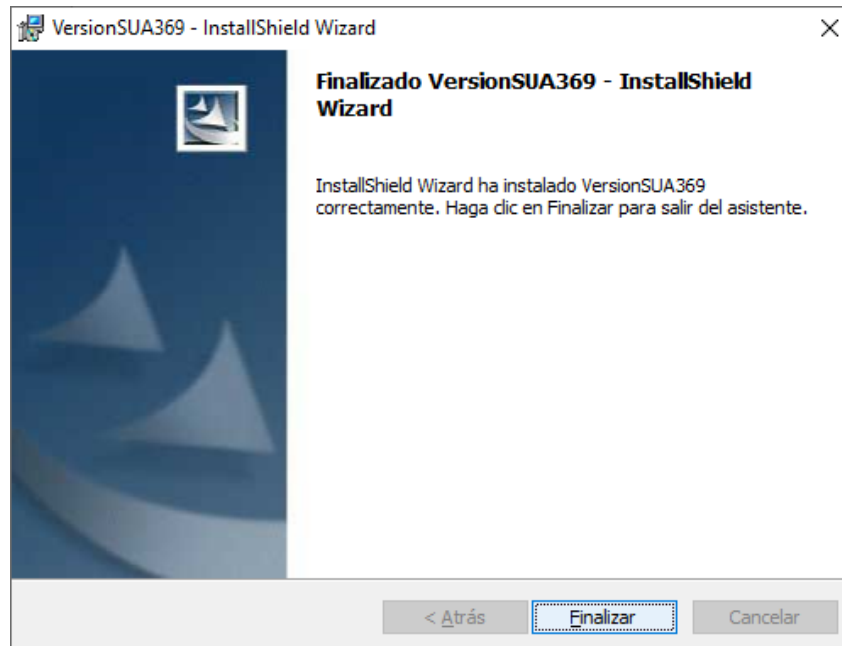 VersionSUA369 - InstallShield Wizard
Finalizado VersionSUA369 - InstallShield
Wizard
InstallShield Wizard ha instalado VersionSUA369
correctamente. Haga clic en Finalizar para salir del asistente.
< Atrás
Finalizar
Cancelar